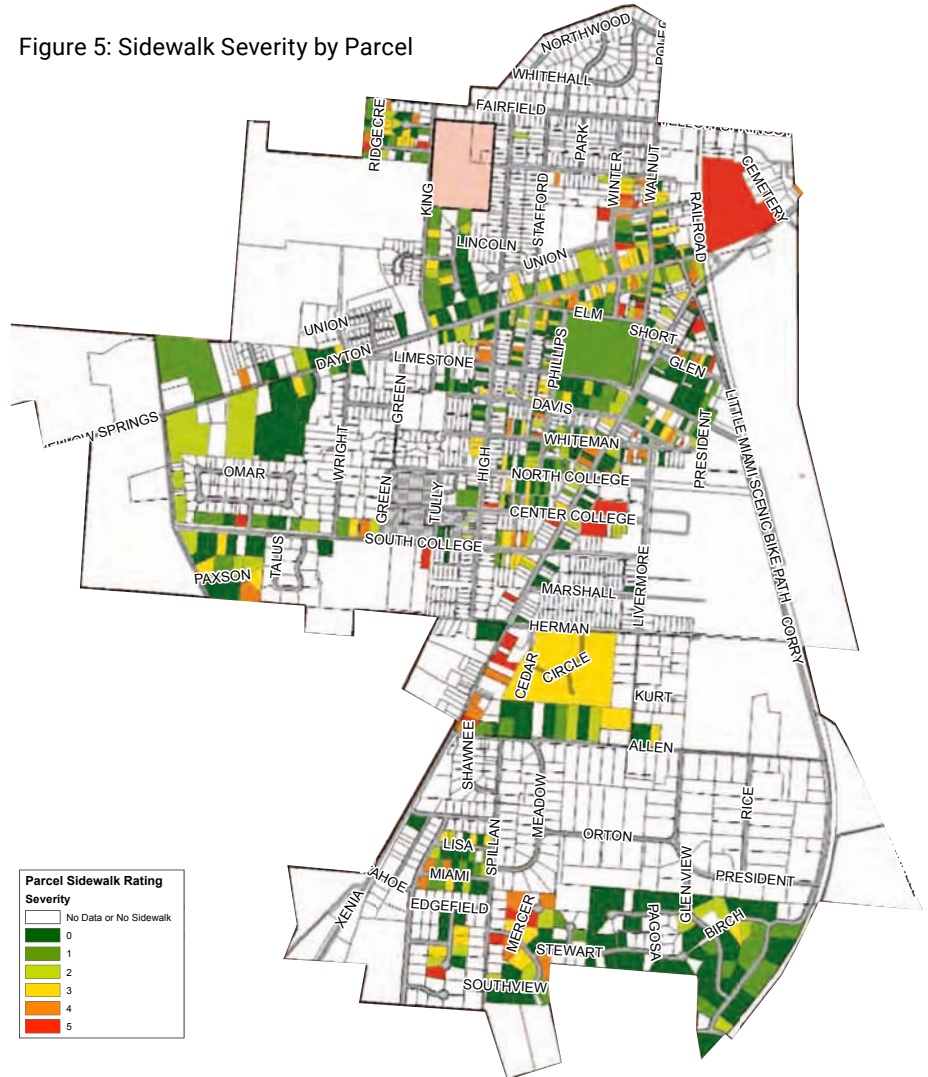 Figure 5: Sidewalk Severity by Parcel
NORTHWOOD
WHITEHALL
FAIRFIELD
RIDGECRE
PARK
CEMETERY
WINTER
WALNUT
KING
STAFFORD
RAILROAD
LINCOLN
UNION
ELM
SHORT
UNION
DAYTON
LIMESTONE
PHILLIPS
GLEN
GREEN
DAVIS
SPRINGS
WHITEMAN
PRESIDENT
LITTLE MIAMI SCENIC BIKE PATH
WRIGHT
HIGH
OMAR
NORTH COLLEGE
GREEN
TULLY
CENTER COLLEGE
SOUTH COLLEGE
TALUS
PAXSON
LIVERMORE
MARSHALL
HERMAN
CORRY
CEDAR
CIRCLE
KURT
ALLEN
SHAWNEE
MEADOW
RICE
ORTON
SPILLAN
LISA
GLEN VIEW
MIAMI
PRESIDENT
EDGEFIELD
XENIA
MERCER
PAGOSA
BIRCH
STEWART
SOUTHVIEW
Parcel Sidewalk Rating
Severity
No Data or No Sidewalk
0
1
2
3
4
5